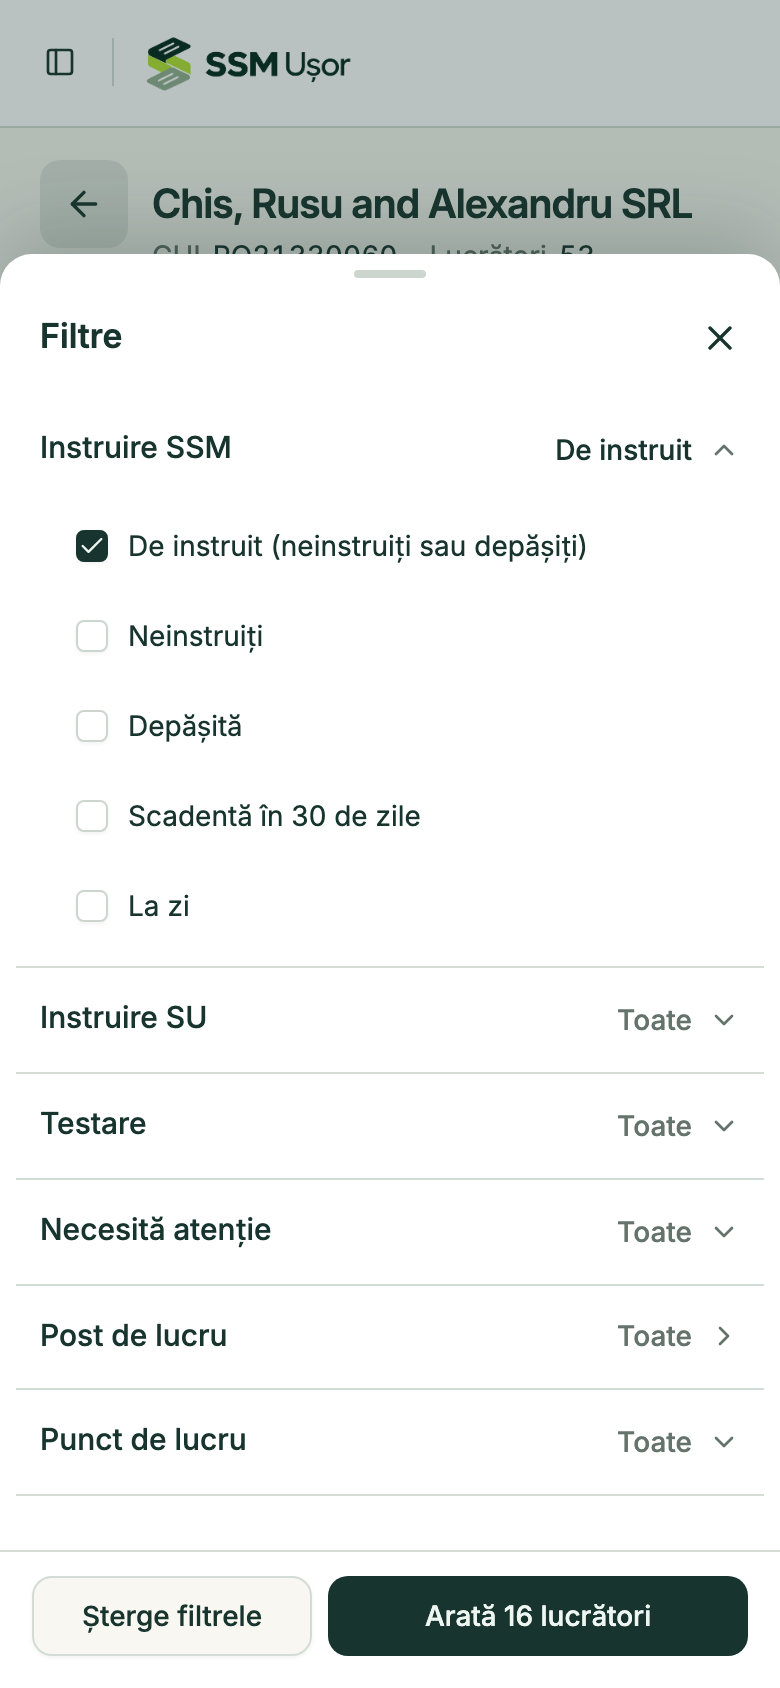 SSM Ușor
Chis, Rusu and Alexandru SRL
Filtre
Instruire SSM De instruit
De instruit (neinstruiți sau depășiți)
Neinstruiți
Depășită
Scadentă în 30 de zile
La zi
Instruire SU Toate
Testare Toate
Necesită atenție Toate
Post de lucru Toate
Punct de lucru Toate
Șterge filtrele Arată 16 lucrători